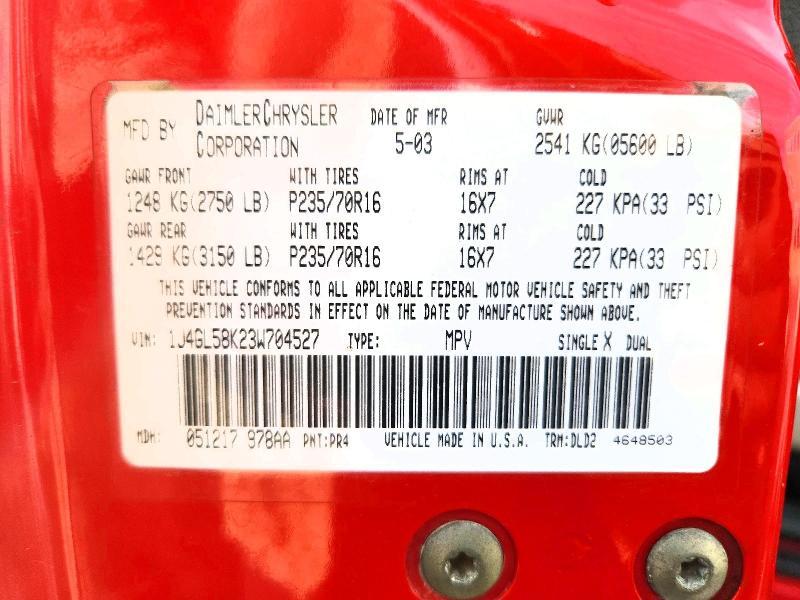 MFD BY DAIMLERCHRYSLER CORPORATION DATE OF MFR 5-03 GVWR 2541 KG(05600 LB)
GAWR FRONT WITH TIRES RIMS AT COLD
1248 KG(2750 LB) P235/70R16 16X7 227 KPA(33 PSI)
GAWR REAR WITH TIRES RIMS AT COLD
1429 KG(3150 LB) P235/70R16 16X7 227 KPA(33 PSI)
THIS VEHICLE CONFORMS TO ALL APPLICABLE FEDERAL MOTOR VEHICLE SAFETY AND THEFT
PREVENTION STANDARDS IN EFFECT ON THE DATE OF MANUFACTURE SHOWN ABOVE.
VIN: 1J4GL58K23W704527 TYPE: MPV SINGLE X DUAL
MDH: 051217 978AA PNT:PR4 VEHICLE MADE IN U.S.A. TRM:DLD2 4648503